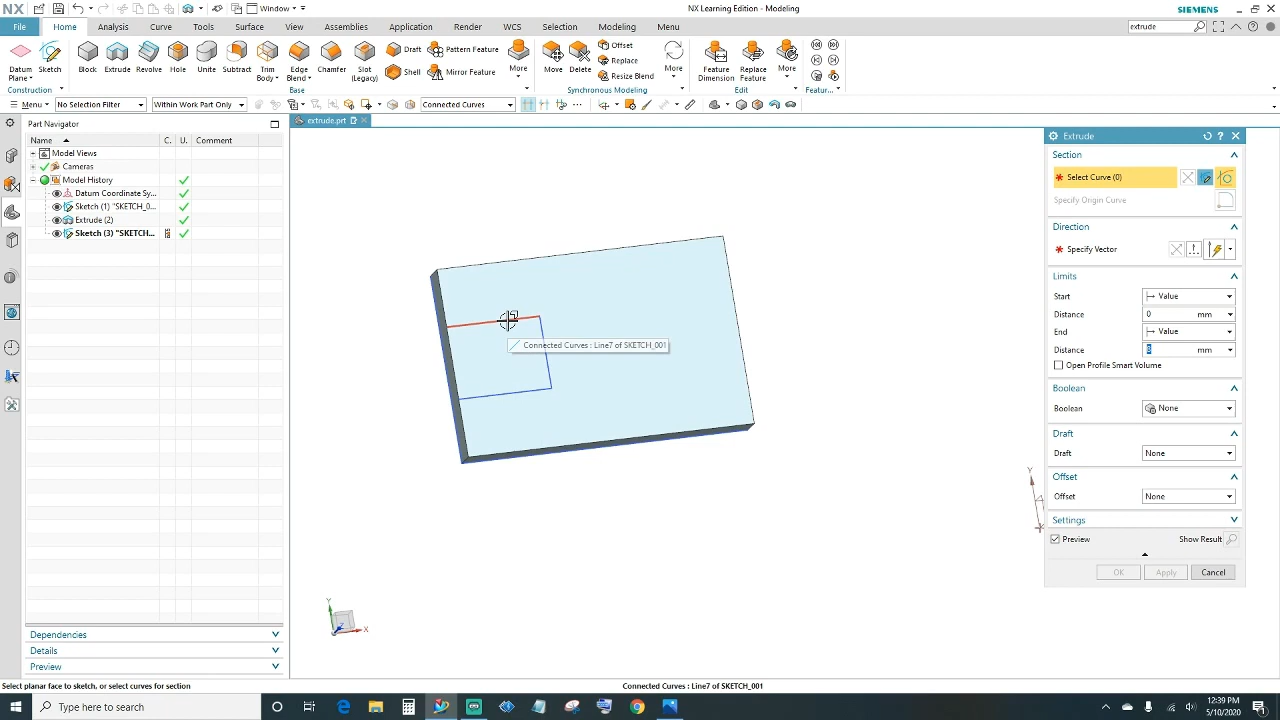 NX
Window
NX Learning Edition - Modeling
SIEMENS
File
Home
Analysis
Curve
Tools
Surface
View
Assemblies
Application
Render
WCS
Selection
Modeling
Menu
extrude
Datum Plane
Sketch
Block
Extrude
Revolve
Hole
Unite
Subtract
Trim Body
Edge Blend
Chamfer
Slot (Legacy)
Draft
Shell
Pattern Feature
Mirror Feature
More
Move
Delete
Offset
Replace
Resize Blend
More
Feature Dimension
Replace Feature
More
Construction
Base
Synchronous Modeling
Edit
Featur...
Menu
No Selection Filter
Within Work Part Only
Connected Curves
Part Navigator
extrude.prt
Name
C.
U.
Comment
Model Views
Cameras
Model History
Datum Coordinate Sy...
Sketch (1) "SKETCH_0...
Extrude (2)
Sketch (3) "SKETCH...
Connected Curves : Line7 of SKETCH_001
Y
Y
X
Extrude
Section
* Select Curve (0)
Specify Origin Curve
Direction
* Specify Vector
Limits
Start
Value
Distance
0
mm
End
Value
Distance
8
mm
Open Profile Smart Volume
Boolean
Boolean
None
Draft
Draft
None
Offset
Offset
None
Settings
Preview
Show Result
OK
Apply
Cancel
Dependencies
Details
Preview
Select planar face to sketch, or select curves for section
Connected Curves : Line7 of SKETCH_001
Type here to search
12:39 PM
5/10/2020